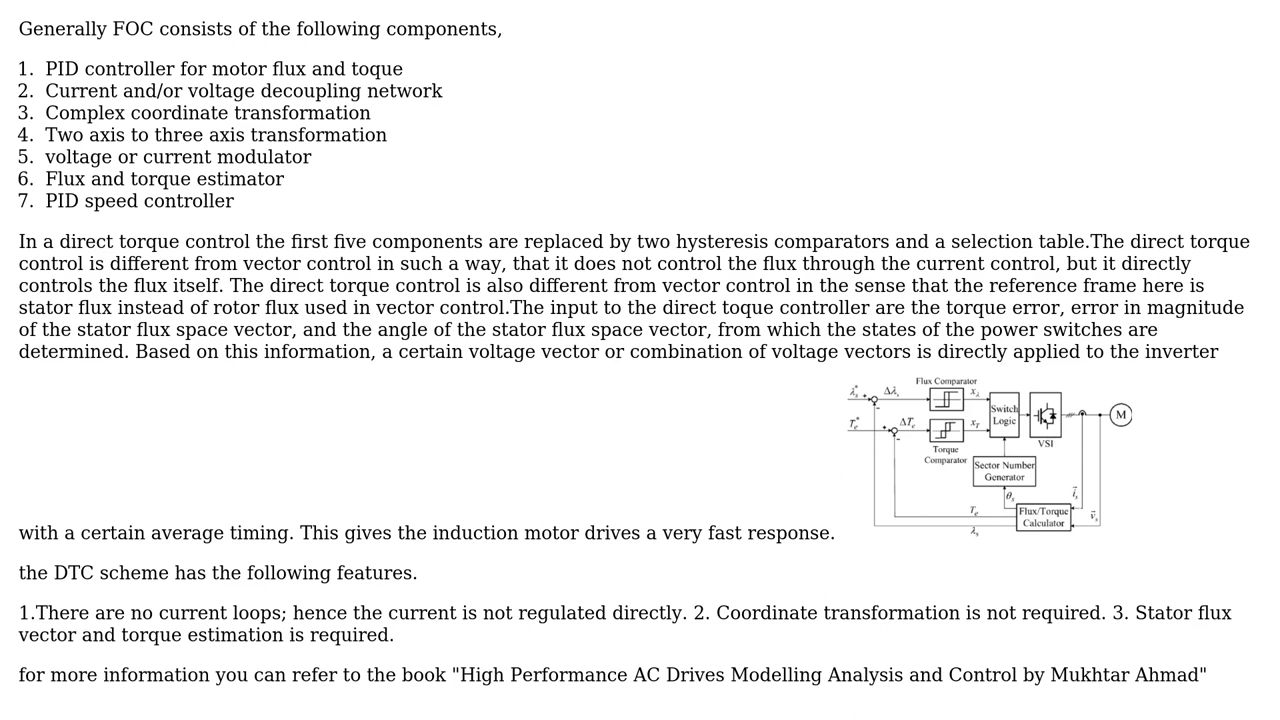 Generally FOC consists of the following components,
1. PID controller for motor flux and toque
2. Current and/or voltage decoupling network
3. Complex coordinate transformation
4. Two axis to three axis transformation
5. voltage or current modulator
6. Flux and torque estimator
7. PID speed controller
In a direct torque control the first five components are replaced by two hysteresis comparators and a selection table.The direct torque
control is different from vector control in such a way, that it does not control the flux through the current control, but it directly
controls the flux itself. The direct torque control is also different from vector control in the sense that the reference frame here is
stator flux instead of rotor flux used in vector control.The input to the direct toque controller are the torque error, error in magnitude
of the stator flux space vector, and the angle of the stator flux space vector, from which the states of the power switches are
determined. Based on this information, a certain voltage vector or combination of voltage vectors is directly applied to the inverter
Flux Comparator
λs* + Δλs xλ
-
Switch
Logic
M
Te* + ΔTe xT
-
VSI
Torque
Comparator
Sector Number
Generator
θs
is
Te
Flux/Torque
Calculator
vs
λs
with a certain average timing. This gives the induction motor drives a very fast response.
the DTC scheme has the following features.
1.There are no current loops; hence the current is not regulated directly. 2. Coordinate transformation is not required. 3. Stator flux
vector and torque estimation is required.
for more information you can refer to the book "High Performance AC Drives Modelling Analysis and Control by Mukhtar Ahmad"